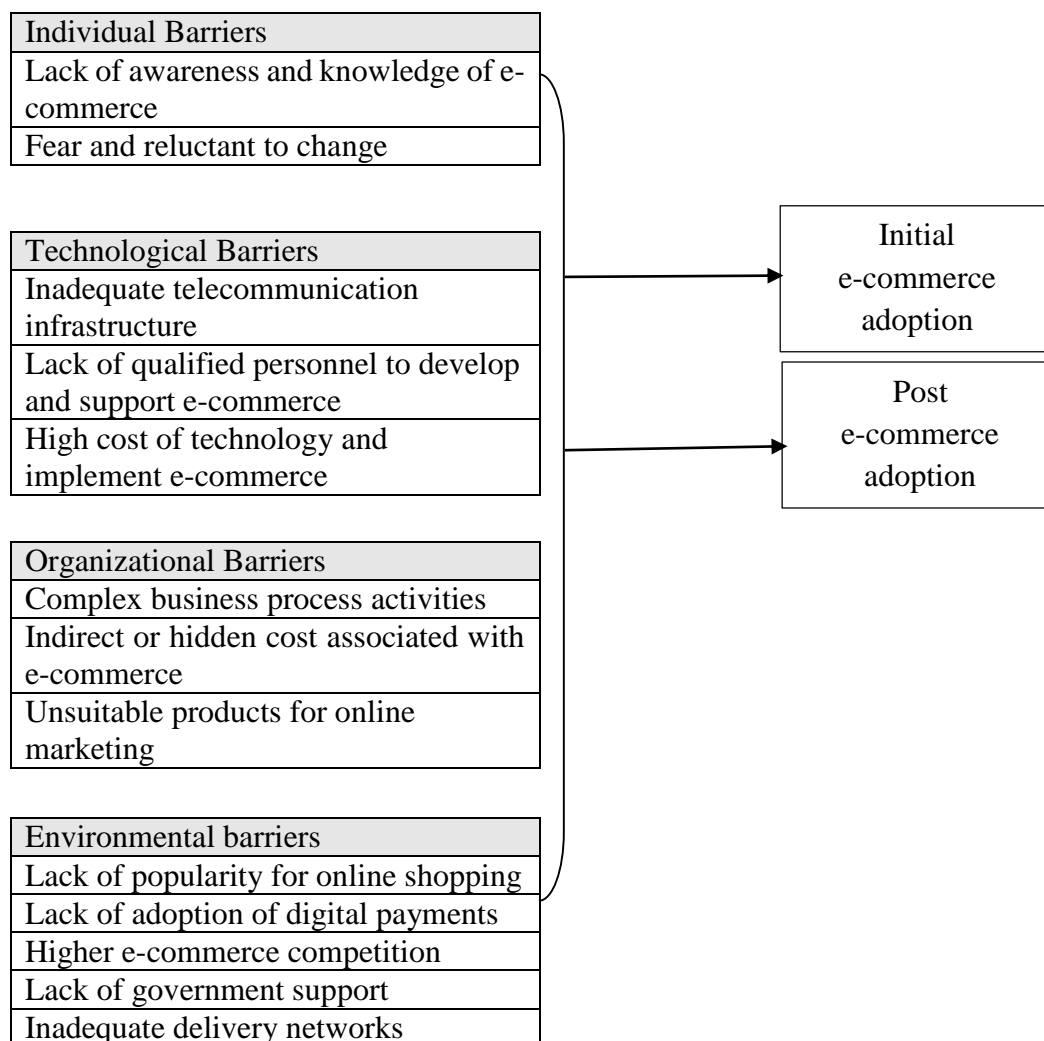 Individual Barriers
Lack of awareness and knowledge of e-
commerce
Fear and reluctant to change
Technological Barriers
Inadequate telecommunication
infrastructure
Lack of qualified personnel to develop
and support e-commerce
High cost of technology and
implement e-commerce
Organizational Barriers
Complex business process activities
Indirect or hidden cost associated with
e-commerce
Unsuitable products for online
marketing
Environmental barriers
Lack of popularity for online shopping
Lack of adoption of digital payments
Higher e-commerce competition
Lack of government support
Inadequate delivery networks
Initial
e-commerce
adoption
Post
e-commerce
adoption